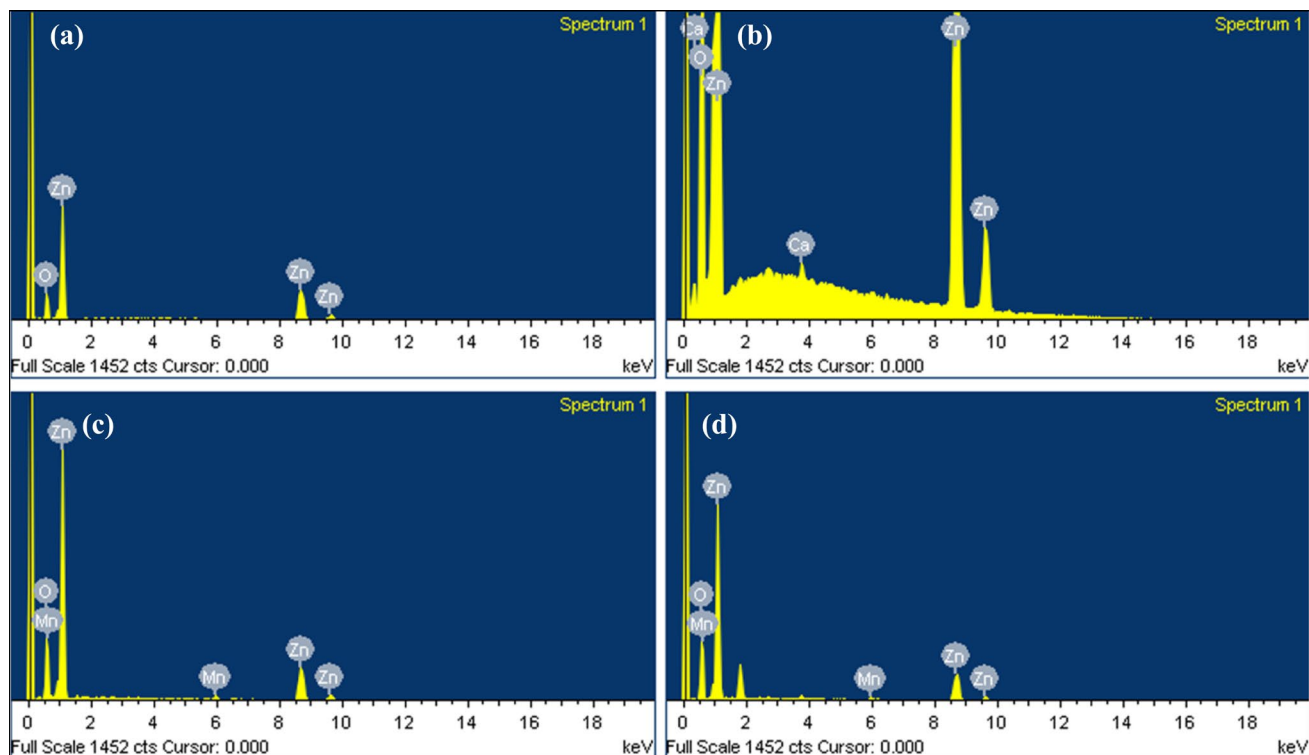 (a)
Spectrum 1
Zn
O
Zn
Zn
0 2 4 6 8 10 12 14 16 18
Full Scale 1452 cts Cursor: 0.000 keV
(b)
Spectrum 1
Ca
O
Zn
Ca
Zn
Zn
0 2 4 6 8 10 12 14 16 18
Full Scale 1452 cts Cursor: 0.000 keV
(c)
Spectrum 1
Zn
O
Mn
Mn
Zn
Zn
0 2 4 6 8 10 12 14 16 18
Full Scale 1452 cts Cursor: 0.000 keV
(d)
Spectrum 1
Zn
O
Mn
Mn
Zn
Zn
0 2 4 6 8 10 12 14 16 18
Full Scale 1452 cts Cursor: 0.000 keV